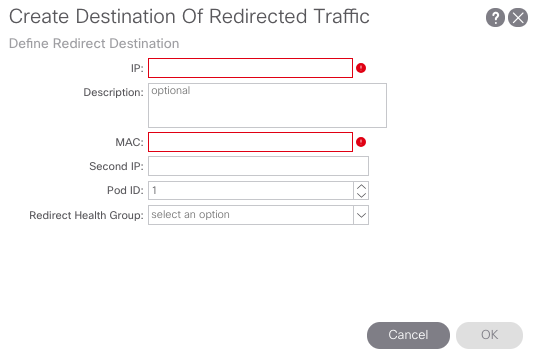 Create Destination Of Redirected Traffic
?
Define Redirect Destination
IP:
Description: optional
MAC:
Second IP:
Pod ID: 1
Redirect Health Group: select an option
Cancel OK